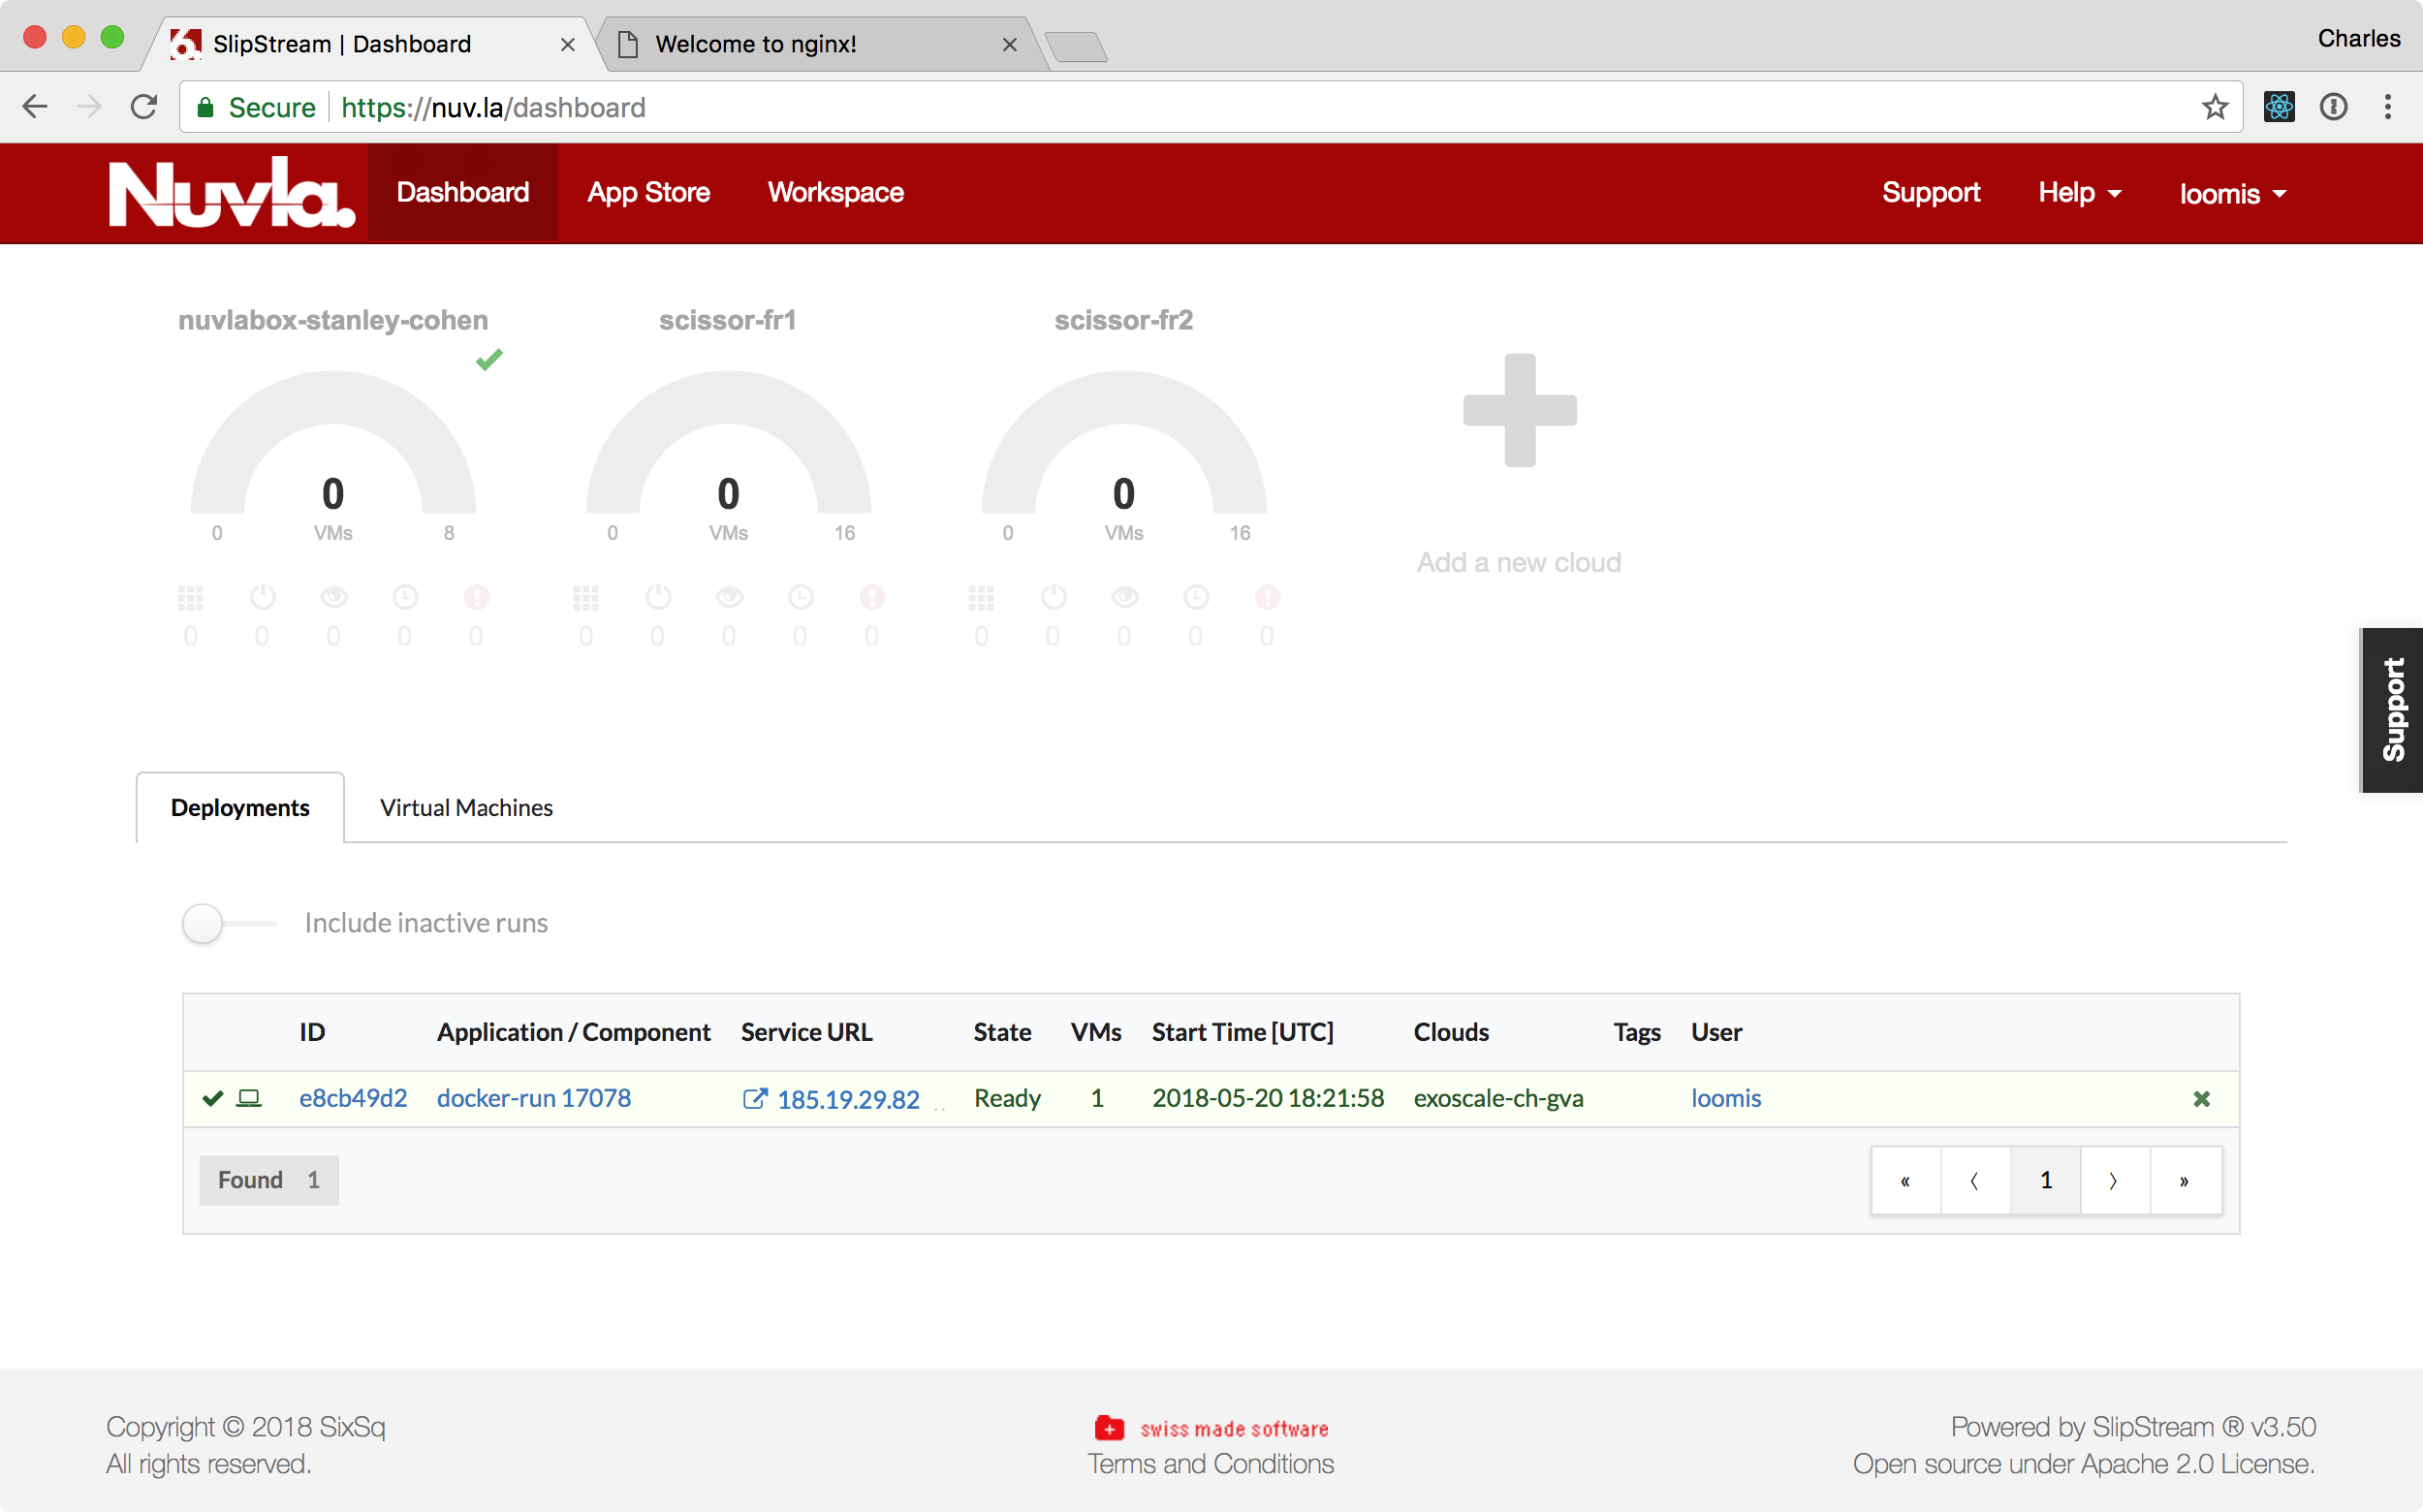 SlipStream | Dashboard
Welcome to nginx!
Charles
Secure
https://nuv.la/dashboard
Nuvla.
Dashboard
App Store
Workspace
Support
Help
loomis
nuvlabox-stanley-cohen
scissor-fr1
scissor-fr2
0
0 VMs 8
0
0 VMs 16
0
0 VMs 16
Add a new cloud
0 0 0 0 0
0 0 0 0 0
0 0 0 0 0
Support
Deployments
Virtual Machines
Include inactive runs
ID Application / Component Service URL State VMs Start Time [UTC] Clouds Tags User
e8cb49d2 docker-run 17078 185.19.29.82 .. Ready 1 2018-05-20 18:21:58 exoscale-ch-gva loomis
Found 1
« 〈 1 〉 »
Copyright © 2018 SixSq
All rights reserved.
swiss made software
Terms and Conditions
Powered by SlipStream ® v3.50
Open source under Apache 2.0 License.